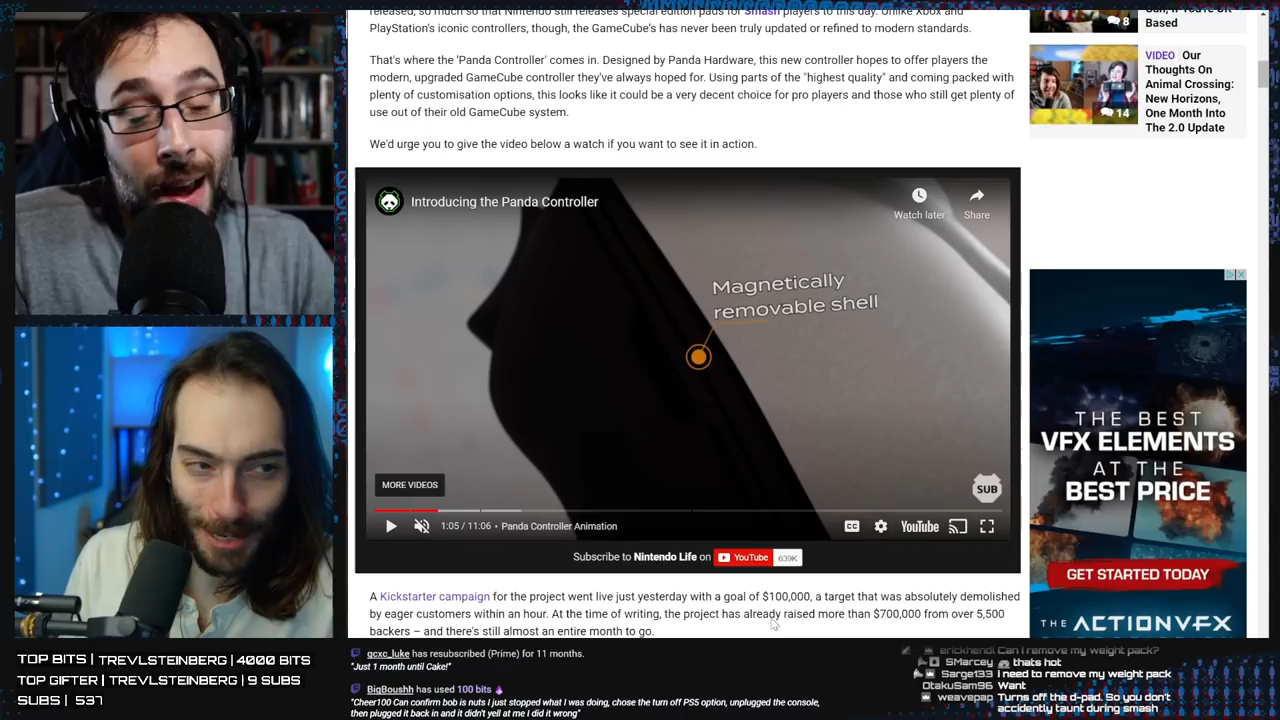 released, so much so that Nintendo still releases special edition pads for Smash players to this day. Unlike Xbox and
PlayStation's iconic controllers, though, the GameCube's has never been truly updated or refined to modern standards.
That's where the 'Panda Controller' comes in. Designed by Panda Hardware, this new controller hopes to offer players the
modern, upgraded GameCube controller they've always hoped for. Using parts of the "highest quality" and coming packed with
plenty of customisation options, this looks like it could be a very decent choice for pro players and those who still get plenty of
use out of their old GameCube system.
We'd urge you to give the video below a watch if you want to see it in action.
Introducing the Panda Controller
Watch later
Share
Magnetically
removable shell
MORE VIDEOS
SUB
1:05 / 11:06 • Panda Controller Animation
CC
YouTube
Subscribe to Nintendo Life on YouTube 639K
A Kickstarter campaign for the project went live just yesterday with a goal of $100,000, a target that was absolutely demolished
by eager customers within an hour. At the time of writing, the project has already raised more than $700,000 from over 5,500
backers – and there's still almost an entire month to go.
8
Based
VIDEO Our
Thoughts On
Animal Crossing:
New Horizons,
One Month Into
The 2.0 Update
14
THE BEST
VFX ELEMENTS
AT THE
BEST PRICE
GET STARTED TODAY
THE ACTIONVFX
TOP BITS | TREVLSTEINBERG | 4000 BITS
TOP GIFTER | TREVLSTEINBERG | 9 SUBS
SUBS | 537
gcxc_luke has resubscribed (Prime) for 11 months.
"Just 1 month until Cake!"
BigBoushh has used 100 bits
"Cheer100 Can confirm bob is nuts I just stopped what I was doing, chose the turn off PS5 option, unplugged the console,
then plugged it back in and it didn't yell at me I did it wrong"
erickhendl Can I remove my weight pack?
SMarcey thats hot
Sarge133 I need to remove my weight pack
OtakuSam96 Want
weavepap Turns off the d-pad. So you don't
accidently taunt during smash